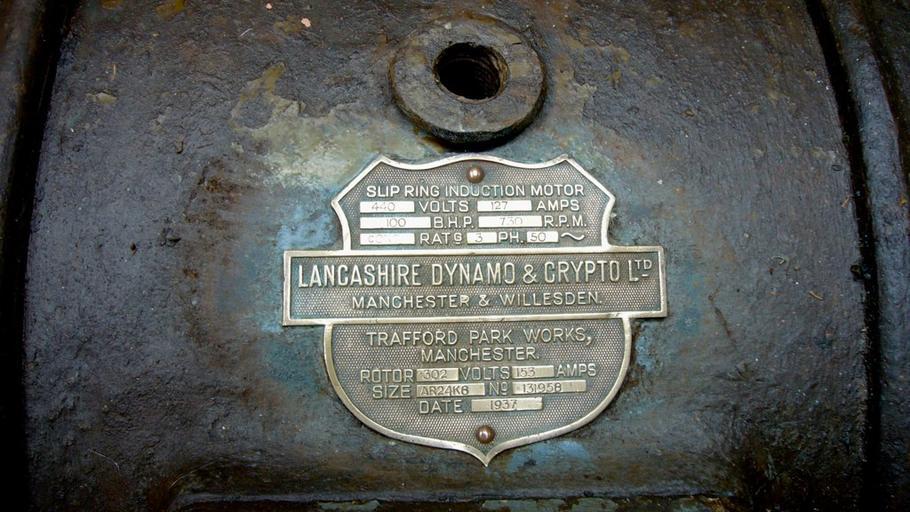 SLIP RING INDUCTION MOTOR
440 VOLTS 127 AMPS
100 B.H.P. 730 R.P.M.
RATG 3 PH. 50 ~
LANCASHIRE DYNAMO & CRYPTO LTD
MANCHESTER & WILLESDEN.
TRAFFORD PARK WORKS,
MANCHESTER.
ROTOR 302 VOLTS 153 AMPS
SIZE AR24K8 No 131958
DATE 1937